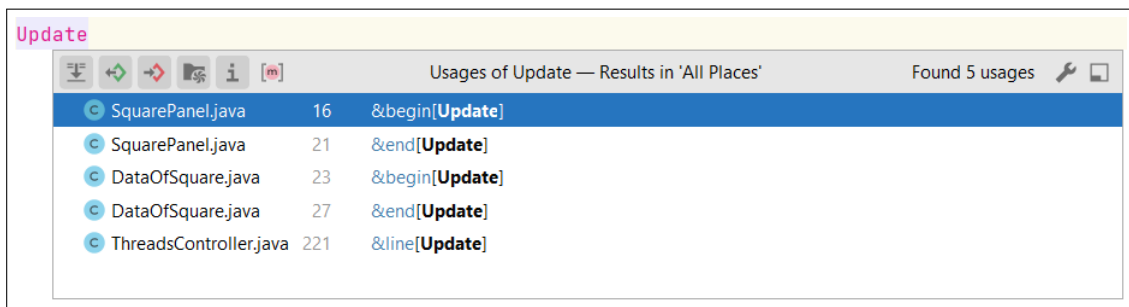 Update
Usages of Update — Results in 'All Places' Found 5 usages
SquarePanel.java 16 &begin[Update]
SquarePanel.java 21 &end[Update]
DataOfSquare.java 23 &begin[Update]
DataOfSquare.java 27 &end[Update]
ThreadsController.java 221 &line[Update]